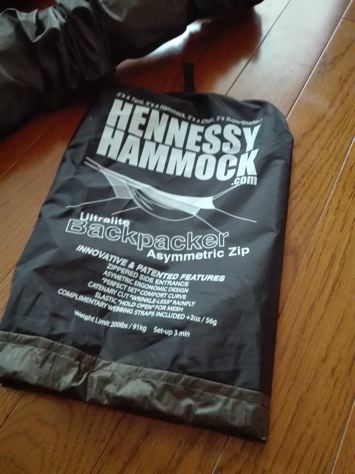 It's a Tent, It's a Hammock, It's a Chair, It's SuperShelter!
HENNESSY
HAMMOCK
.com
Ultralite
Backpacker
Asymmetric Zip
INNOVATIVE & PATENTED FEATURES
ZIPPERED SIDE ENTRANCE
ASYMETRIC ERGONOMIC DESIGN
"PERFECT SET" COMFORT CURVE
CATENARY CUT "WRINKLE-LESS" RAINFLY
ELASTIC "HOLD OPEN" FOR MESH
COMPLIMENTARY WEBBING STRAPS INCLUDED +2oz / 56g
Weight Limit 200lbs / 91kg Set-up 3 min